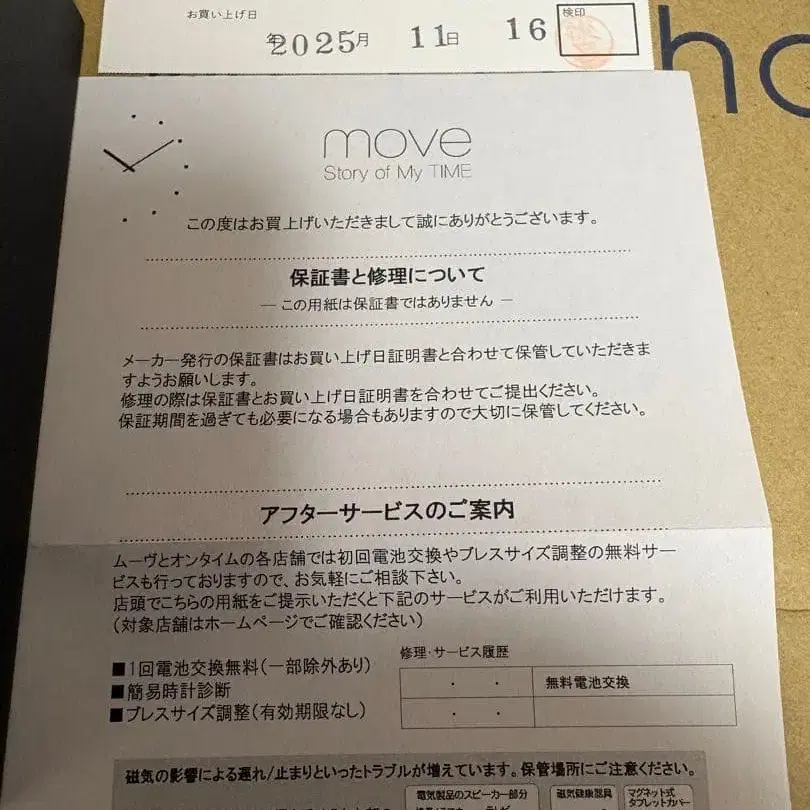 お買い上げ日
2025年 11月 16日
検印
ho
move
Story of My TIME
この度はお買上げいただきまして誠にありがとうございます。
保証書と修理について
― この用紙は保証書ではありません ―
メーカー発行の保証書はお買い上げ日証明書と合わせて保管していただきま
すようお願いします。
修理の際は保証書とお買い上げ日証明書を合わせてご提出ください。
保証期間を過ぎても必要になる場合もありますので大切に保管してください。
アフターサービスのご案内
ムーヴとオンタイムの各店舗では初回電池交換やブレスサイズ調整の無料サー
ビスも行っておりますので、お気軽にご相談下さい。
店頭でこちらの用紙をご提示いただくと下記のサービスがご利用いただけます。
（対象店舗はホームページでご確認ください）
■1回電池交換無料（一部除外あり）
■簡易時計診断
■ブレスサイズ調整（有効期限なし）
修理・サービス履歴
・ ・ 無料電池交換
・ ・
磁気の影響による遅れ/止まりといったトラブルが増えています。保管場所にご注意ください。
電気製品のスピーカー部分
磁気健康器具
マグネット式
タブレットカバー